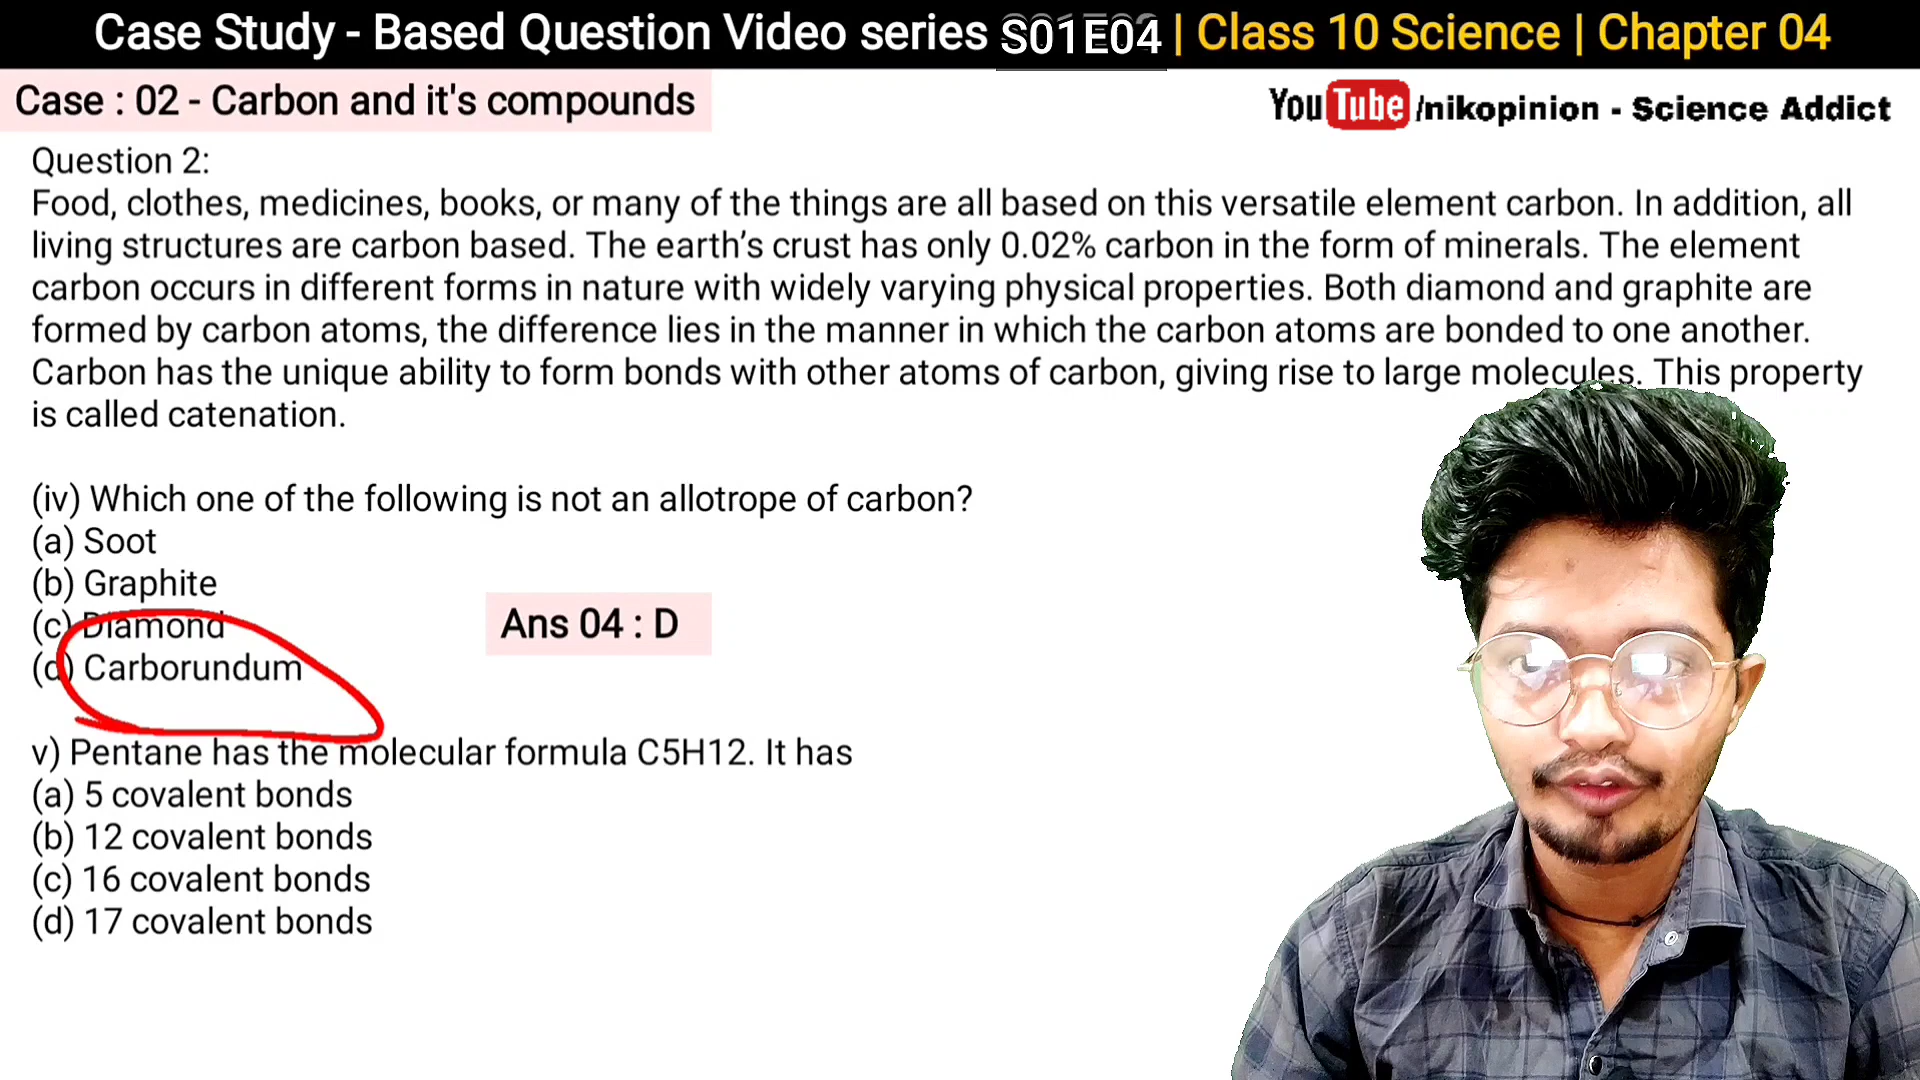 Case Study - Based Question Video series S01E04 | Class 10 Science | Chapter 04
Case : 02 - Carbon and it's compounds
YouTube /nikopinion - Science Addict
Question 2:
Food, clothes, medicines, books, or many of the things are all based on this versatile element carbon. In addition, all
living structures are carbon based. The earth’s crust has only 0.02% carbon in the form of minerals. The element
carbon occurs in different forms in nature with widely varying physical properties. Both diamond and graphite are
formed by carbon atoms, the difference lies in the manner in which the carbon atoms are bonded to one another.
Carbon has the unique ability to form bonds with other atoms of carbon, giving rise to large molecules. This property
is called catenation.
(iv) Which one of the following is not an allotrope of carbon?
(a) Soot
(b) Graphite
(c) Diamond
(d) Carborundum
Ans 04 : D
v) Pentane has the molecular formula C5H12. It has
(a) 5 covalent bonds
(b) 12 covalent bonds
(c) 16 covalent bonds
(d) 17 covalent bonds